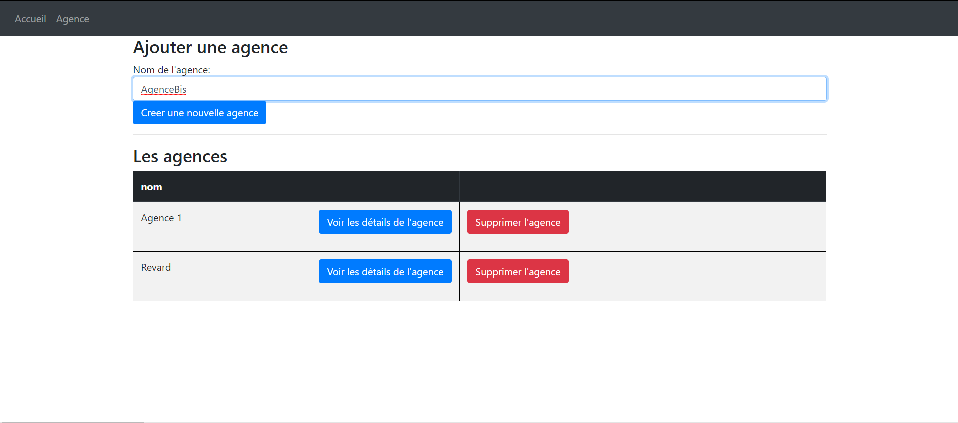 Accueil Agence
Ajouter une agence
Nom de l'agence:
AgenceBis
Creer une nouvelle agence
Les agences
nom
Agence 1 Voir les détails de l'agence Supprimer l'agence
Revard Voir les détails de l'agence Supprimer l'agence